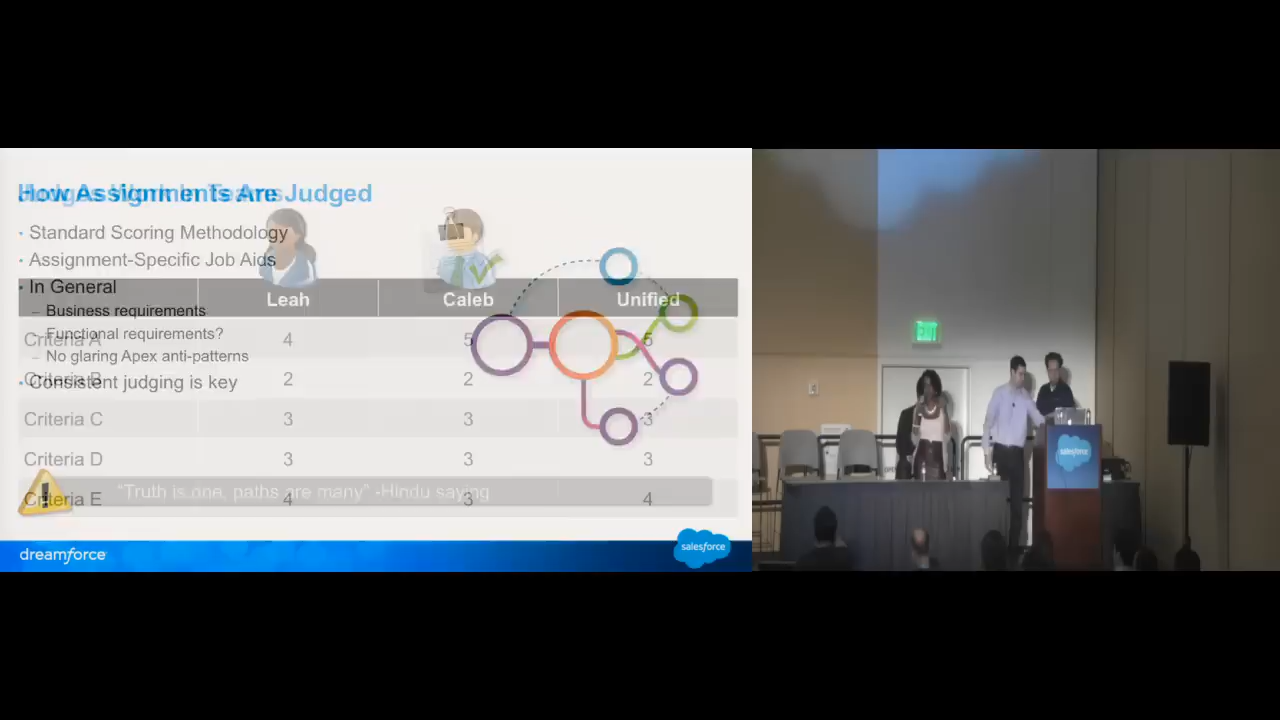 How Assignments Are Judged
Standard Scoring Methodology
Assignment-Specific Job Aids
In General
Business requirements
Functional requirements?
No glaring Apex anti-patterns
Consistent judging is key
Leah Caleb Unified
Criteria A 4 5 5
Criteria B 2 2 2
Criteria C 3 3 3
Criteria D 3 3 3
Criteria E 4 3 4
“Truth is one, paths are many” -Hindu saying
dreamforce
salesforce
EXIT
salesforce